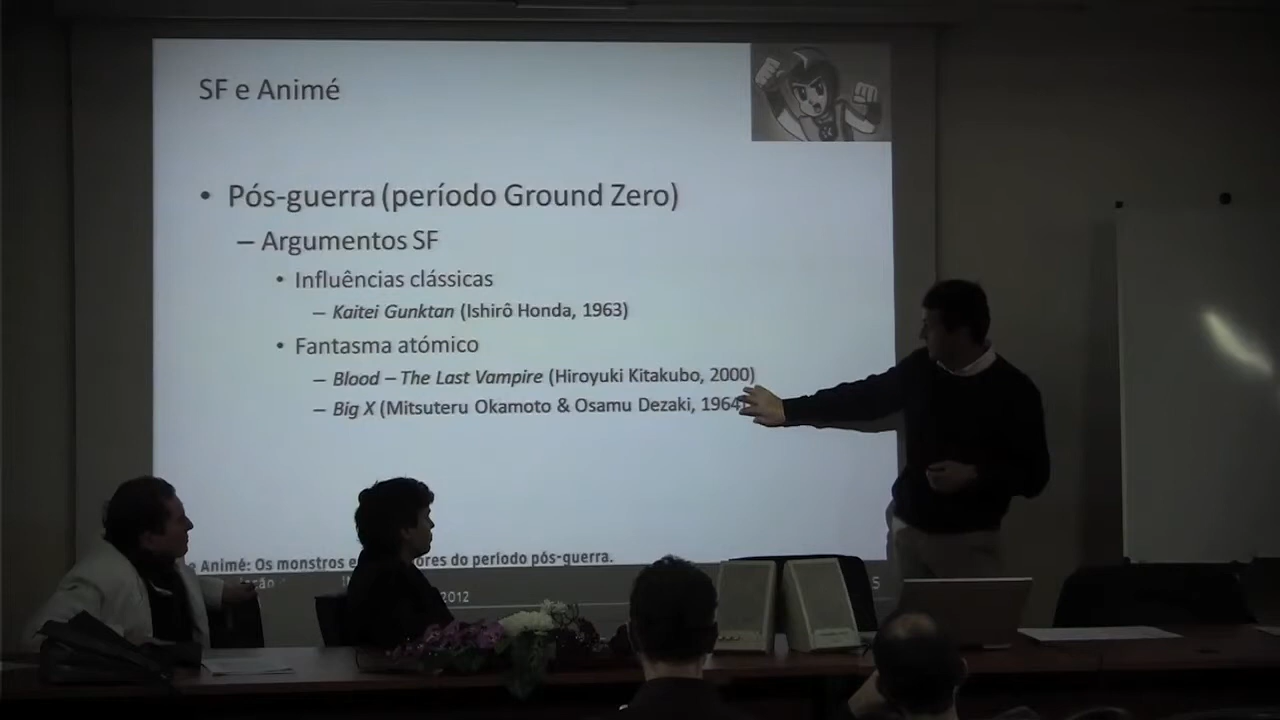 SF e Animé
• Pós-guerra (período Ground Zero)
– Argumentos SF
• Influências clássicas
– Kaitei Gunktan (Ishirô Honda, 1963)
• Fantasma atómico
– Blood – The Last Vampire (Hiroyuki Kitakubo, 2000)
– Big X (Mitsuteru Okamoto & Osamu Dezaki, 1964)
e Animé: Os monstros e ores do período pós-guerra.
2012